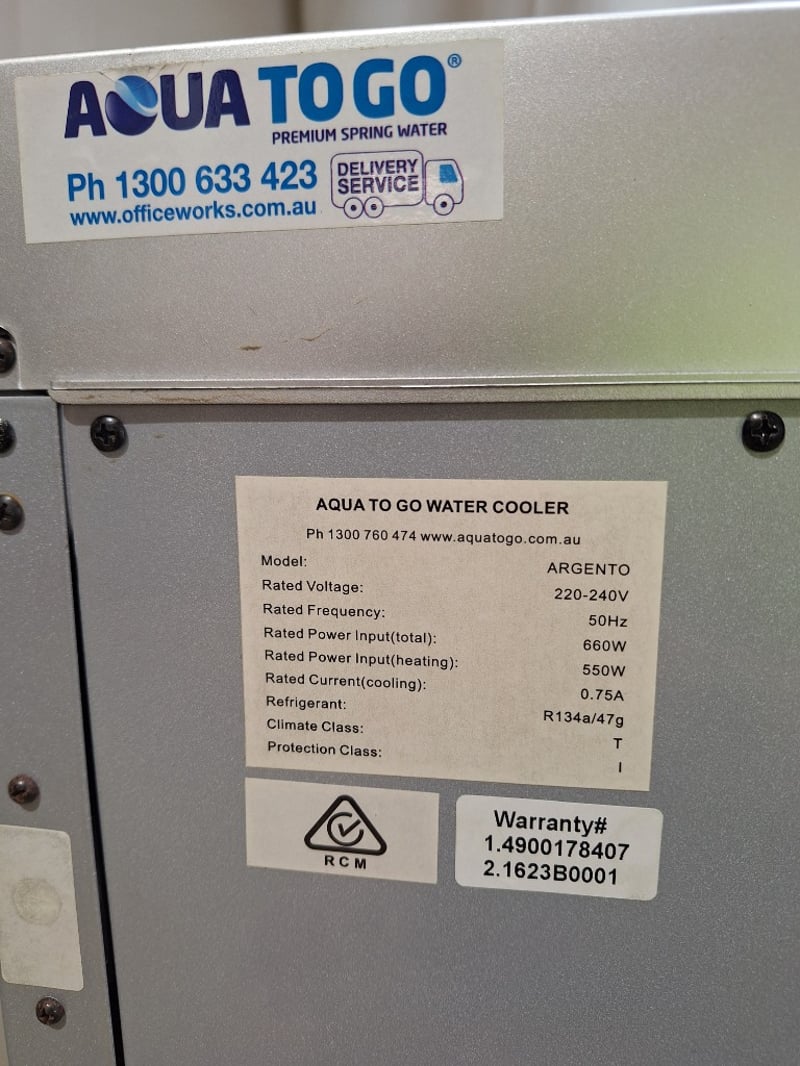 AQUA TO GO®
PREMIUM SPRING WATER
Ph 1300 633 423
www.officeworks.com.au
DELIVERY
SERVICE
AQUA TO GO WATER COOLER
Ph 1300 760 474 www.aquatogo.com.au
Model: ARGENTO
Rated Voltage: 220-240V
Rated Frequency: 50Hz
Rated Power Input(total): 660W
Rated Power Input(heating): 550W
Rated Current(cooling): 0.75A
Refrigerant: R134a/47g
Climate Class: T
Protection Class: I
RCM
Warranty#
1.4900178407
2.1623B0001